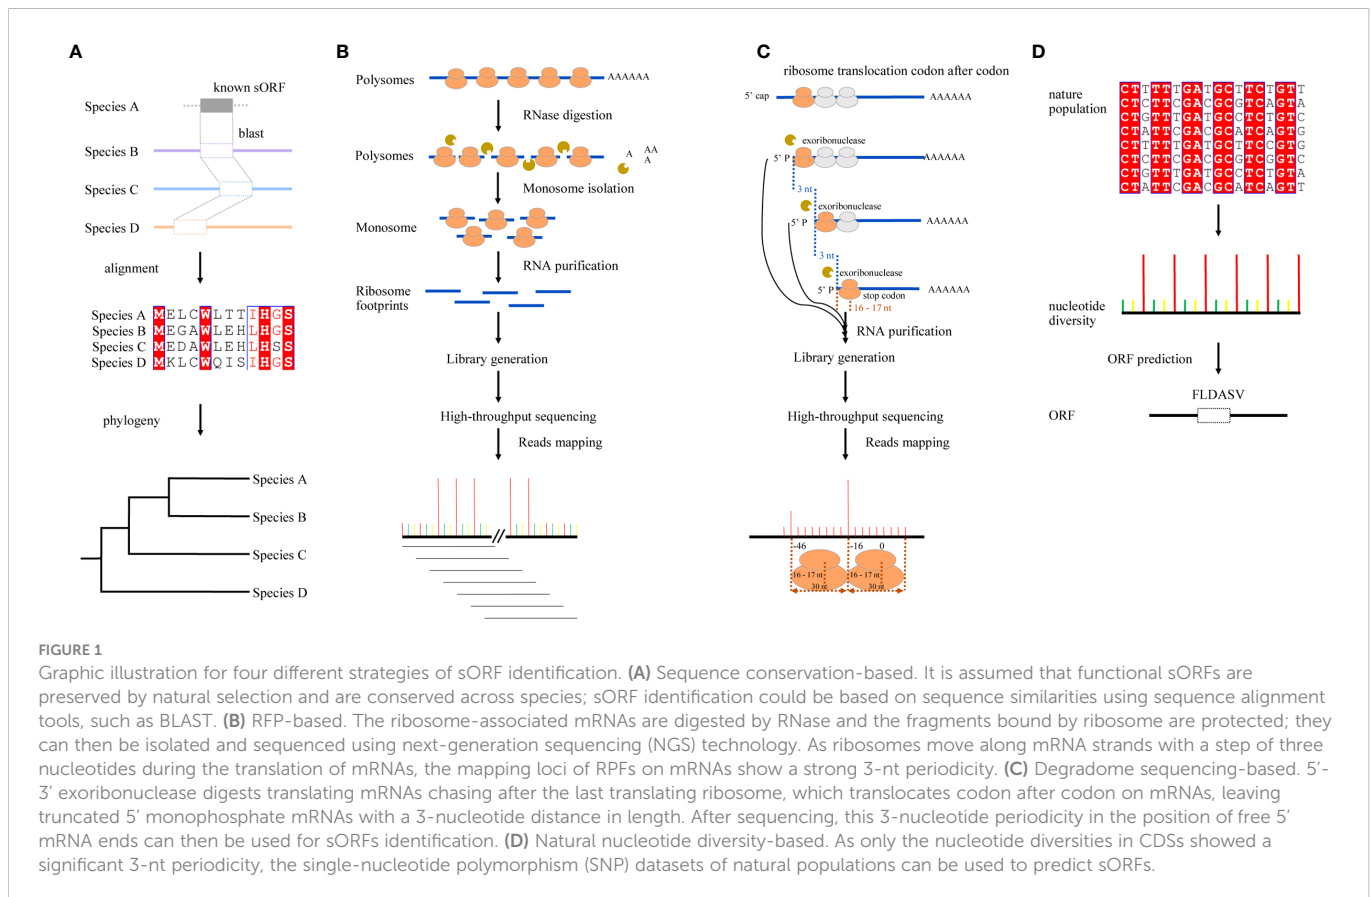 A
known sORF
Species A
blast
Species B
Species C
Species D
alignment
Species A MELCWLTTIHGS
Species B MEGAWLEHLHGS
Species C MEDAWLEHLHSS
Species D MKLCWQISIHGS
phylogeny
Species A
Species B
Species C
Species D
B
Polysomes
AAAAAA
RNase digestion
Polysomes
A
AA
A
Monosome isolation
Monosome
RNA purification
Ribosome
footprints
Library generation
High-throughput sequencing
Reads mapping
C
ribosome translocation codon after codon
5’ cap
AAAAAA
exoribonuclease
5’ P
AAAAAA
3 nt
exoribonuclease
5’ P
AAAAAA
3 nt
exoribonuclease
5’ P
AAAAAA
stop codon
16 - 17 nt
RNA purification
Library generation
High-throughput sequencing
Reads mapping
-46
-16
0
16 - 17 nt
16 - 17 nt
30 nt
30 nt
D
nature
population
CTTTTTGATGCTTCTGTT
CTCTTCGATGCGTCTGTA
CTGTTTGATGCCTCTGTC
CTATTCGATGCATCAGTG
CTTTTTGATGCTTCCGTT
CTCTTCGACGCGTCGGTC
CTGTTTGACGCCTCTGTA
CTATTCGACGCATCAGTT
nucleotide
diversity
ORF prediction
FLDASV
ORF
FIGURE 1
Graphic illustration for four different strategies of sORF identification. (A) Sequence conservation-based. It is assumed that functional sORFs are
preserved by natural selection and are conserved across species; sORF identification could be based on sequence similarities using sequence alignment
tools, such as BLAST. (B) RFP-based. The ribosome-associated mRNAs are digested by RNase and the fragments bound by ribosome are protected; they
can then be isolated and sequenced using next-generation sequencing (NGS) technology. As ribosomes move along mRNA strands with a step of three
nucleotides during the translation of mRNAs, the mapping loci of RPFs on mRNAs show a strong 3-nt periodicity. (C) Degradome sequencing-based. 5’-
3’ exoribonuclease digests translating mRNAs chasing after the last translating ribosome, which translocates codon after codon on mRNAs, leaving
truncated 5’ monophosphate mRNAs with a 3-nucleotide distance in length. After sequencing, this 3-nucleotide periodicity in the position of free 5’
mRNA ends can then be used for sORFs identification. (D) Natural nucleotide diversity-based. As only the nucleotide diversities in CDSs showed a
significant 3-nt periodicity, the single-nucleotide polymorphism (SNP) datasets of natural populations can be used to predict sORFs.